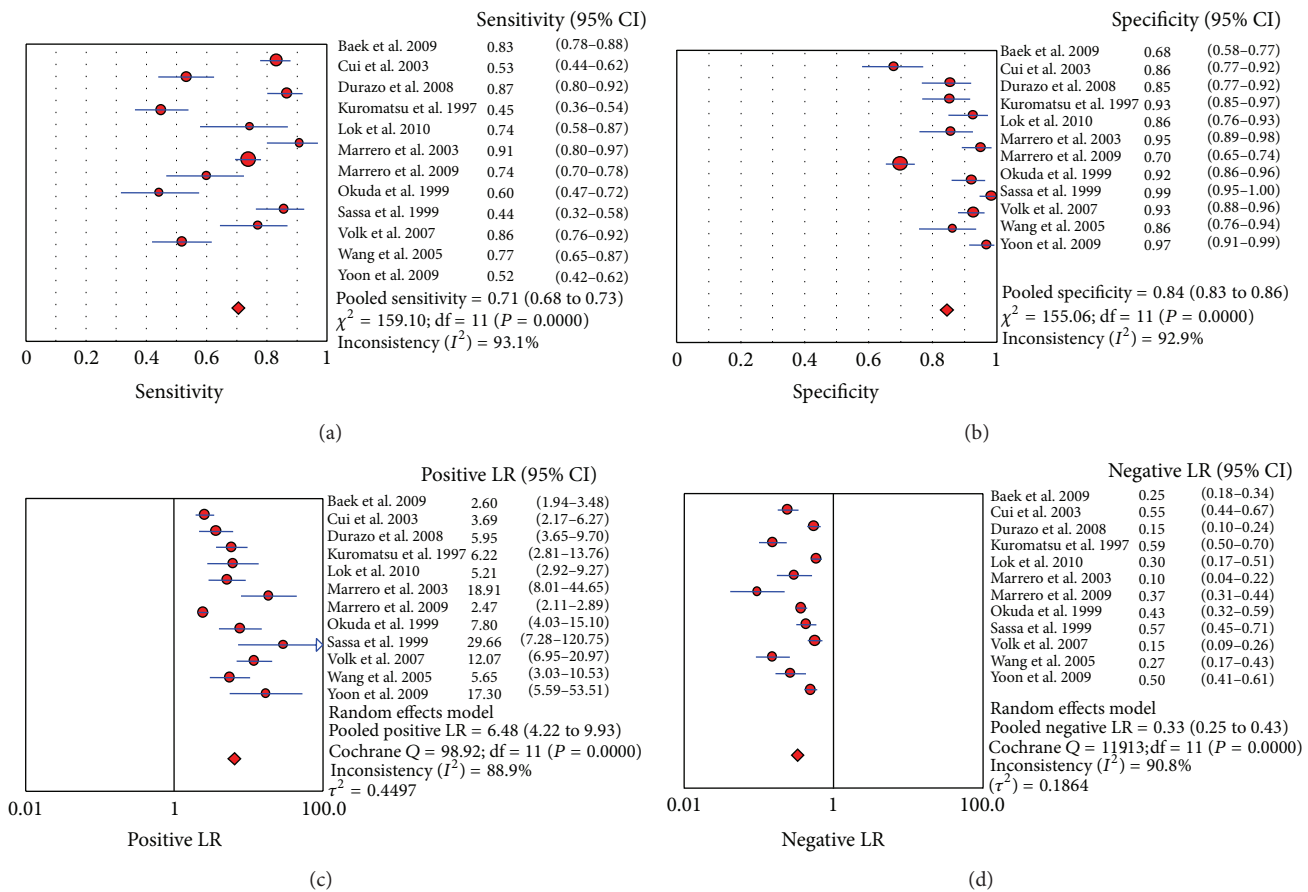 Sensitivity (95% CI)
Baek et al. 2009 0.83 (0.78–0.88)
Cui et al. 2003 0.53 (0.44–0.62)
Durazo et al. 2008 0.87 (0.80–0.92)
Kuromatsu et al. 1997 0.45 (0.36–0.54)
Lok et al. 2010 0.74 (0.58–0.87)
Marrero et al. 2003 0.91 (0.80–0.97)
Marrero et al. 2009 0.74 (0.70–0.78)
Okuda et al. 1999 0.60 (0.47–0.72)
Sassa et al. 1999 0.44 (0.32–0.58)
Volk et al. 2007 0.86 (0.76–0.92)
Wang et al. 2005 0.77 (0.65–0.87)
Yoon et al. 2009 0.52 (0.42–0.62)
Pooled sensitivity = 0.71 (0.68 to 0.73)
χ² = 159.10; df = 11 (P = 0.0000)
Inconsistency (I²) = 93.1%
0 0.2 0.4 0.6 0.8 1
Sensitivity
(a)
Specificity (95% CI)
Baek et al. 2009 0.68 (0.58–0.77)
Cui et al. 2003 0.86 (0.77–0.92)
Durazo et al. 2008 0.85 (0.77–0.92)
Kuromatsu et al. 1997 0.93 (0.85–0.97)
Lok et al. 2010 0.86 (0.76–0.93)
Marrero et al. 2003 0.95 (0.89–0.98)
Marrero et al. 2009 0.70 (0.65–0.74)
Okuda et al. 1999 0.92 (0.86–0.96)
Sassa et al. 1999 0.99 (0.95–1.00)
Volk et al. 2007 0.93 (0.88–0.96)
Wang et al. 2005 0.86 (0.76–0.94)
Yoon et al. 2009 0.97 (0.91–0.99)
Pooled specificity = 0.84 (0.83 to 0.86)
χ² = 155.06; df = 11 (P = 0.0000)
Inconsistency (I²) = 92.9%
0 0.2 0.4 0.6 0.8 1
Specificity
(b)
Positive LR (95% CI)
Baek et al. 2009 2.60 (1.94–3.48)
Cui et al. 2003 3.69 (2.17–6.27)
Durazo et al. 2008 5.95 (3.65–9.70)
Kuromatsu et al. 1997 6.22 (2.81–13.76)
Lok et al. 2010 5.21 (2.92–9.27)
Marrero et al. 2003 18.91 (8.01–44.65)
Marrero et al. 2009 2.47 (2.11–2.89)
Okuda et al. 1999 7.80 (4.03–15.10)
Sassa et al. 1999 29.66 (7.28–120.75)
Volk et al. 2007 12.07 (6.95–20.97)
Wang et al. 2005 5.65 (3.03–10.53)
Yoon et al. 2009 17.30 (5.59–53.51)
Random effects model
Pooled positive LR = 6.48 (4.22 to 9.93)
Cochrane Q = 98.92; df = 11 (P = 0.0000)
Inconsistency (I²) = 88.9%
τ² = 0.4497
0.01 1 100.0
Positive LR
(c)
Negative LR (95% CI)
Baek et al. 2009 0.25 (0.18–0.34)
Cui et al. 2003 0.55 (0.44–0.67)
Durazo et al. 2008 0.15 (0.10–0.24)
Kuromatsu et al. 1997 0.59 (0.50–0.70)
Lok et al. 2010 0.30 (0.17–0.51)
Marrero et al. 2003 0.10 (0.04–0.22)
Marrero et al. 2009 0.37 (0.31–0.44)
Okuda et al. 1999 0.43 (0.32–0.59)
Sassa et al. 1999 0.57 (0.45–0.71)
Volk et al. 2007 0.15 (0.09–0.26)
Wang et al. 2005 0.27 (0.17–0.43)
Yoon et al. 2009 0.50 (0.41–0.61)
Random effects model
Pooled negative LR = 0.33 (0.25 to 0.43)
Cochrane Q = 11913;df = 11 (P = 0.0000)
Inconsistency (I²) = 90.8%
(τ²) = 0.1864
0.01 1 100.0
Negative LR
(d)